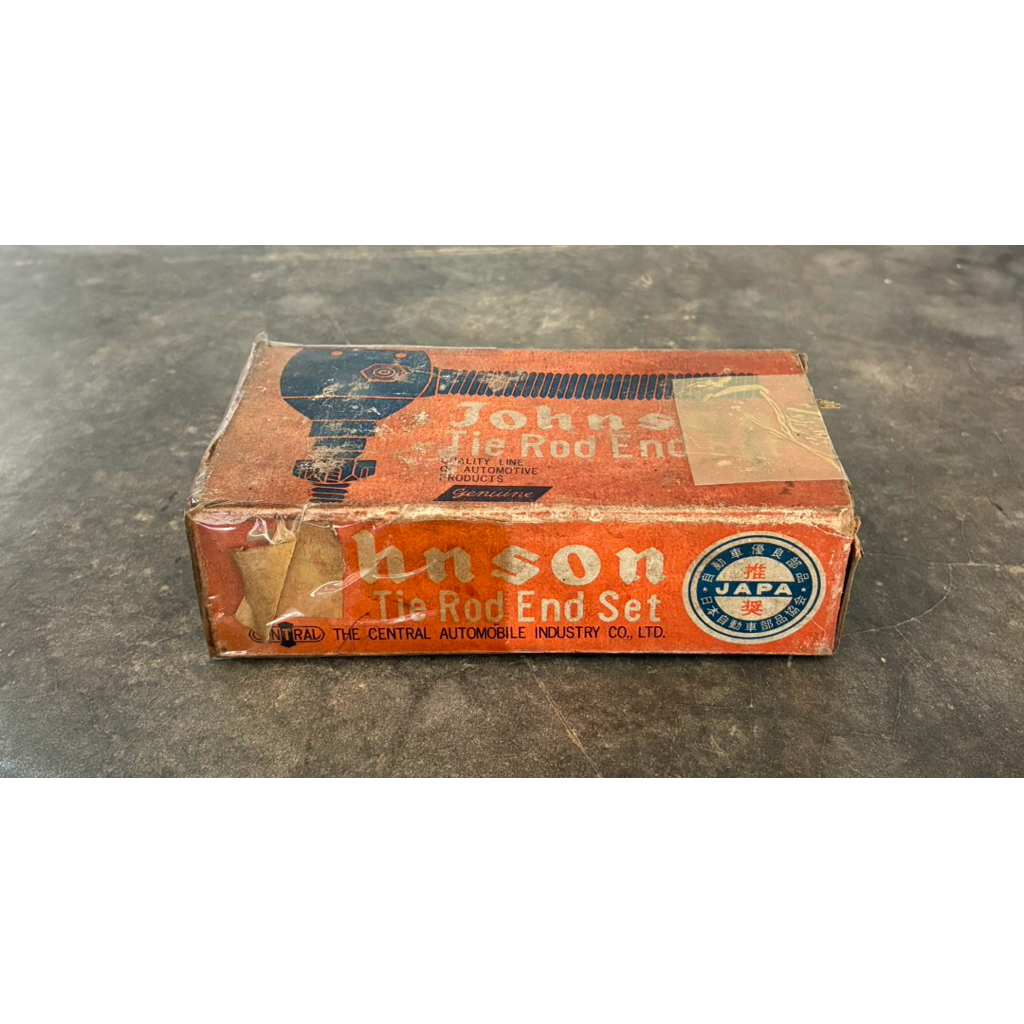 Johns
Tie Rod End
QUALITY LINE
OF AUTOMOTIVE
PRODUCTS
Genuine
hnson
Tie Rod End Set
CENTRAL THE CENTRAL AUTOMOBILE INDUSTRY CO., LTD.
自動車優良部品
推
JAPA
奨
日本自動車部品協会